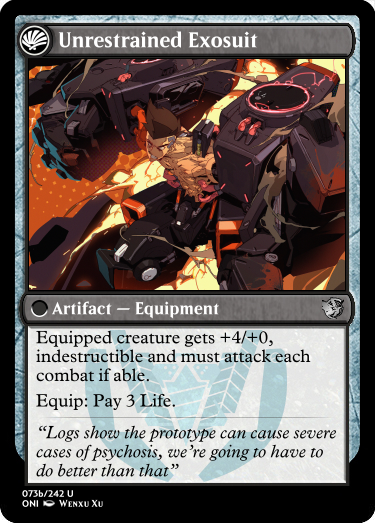 Unrestrained Exosuit
Artifact — Equipment
Equipped creature gets +4/+0,
indestructible and must attack each
combat if able.
Equip: Pay 3 Life.
“Logs show the prototype can cause severe
cases of psychosis, we’re going to have to
do better than that”
073b/242 U
ONI Wenxu Xu